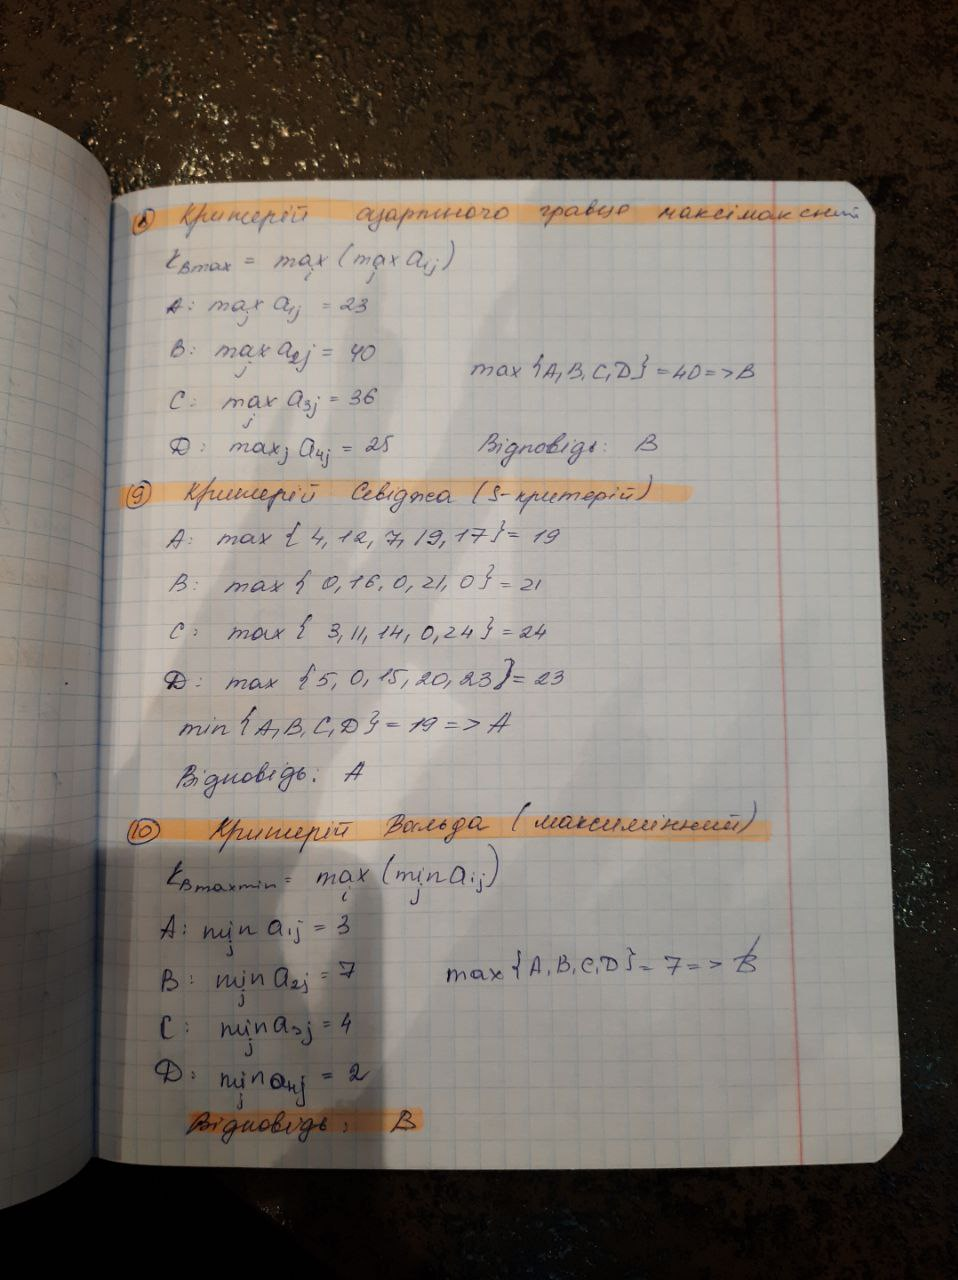 ⑧ Критерій азартного гравця максімаксний
Z_Bmax = max_i (max_j a_ij)
A: max_j a_1j = 23
B: max_j a_2j = 40
max {A, B, C, D} = 40 => B
C: max_j a_3j = 36
D: max_j a_4j = 25 Відповідь: B
⑨ Критерій Севіджа (S-критерій)
A: max { 4, 12, 7, 19, 17} = 19
B: max { 0, 16, 0, 21, 0} = 21
C: max { 3, 11, 14, 0, 24} = 24
D: max {5, 0, 15, 20, 23} = 23
min {A, B, C, D} = 19 => A
Відповідь: A
⑩ Критерій Вальда (максимінний)
Z_Bmaxmin = max_i (min_j a_ij)
A: min_j a_1j = 3
B: min_j a_2j = 7 max {A, B, C, D} = 7 => B
C: min_j a_3j = 4
D: min_j a_4j = 2
Відповідь: B